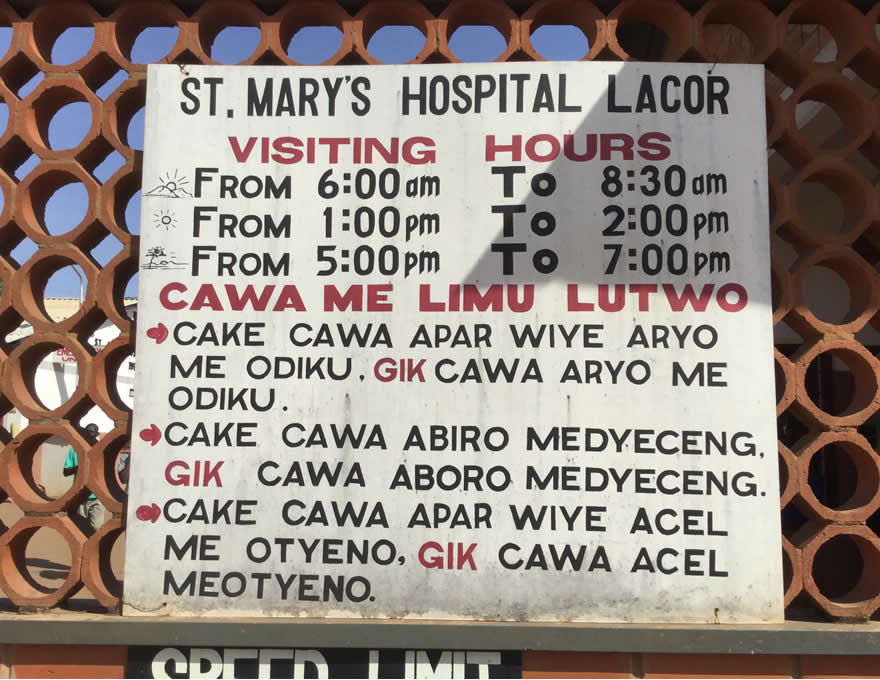 ST. MARY'S HOSPITAL LACOR
VISITING HOURS
FROM 6:00am TO 8:30am
FROM 1:00pm TO 2:00pm
FROM 5:00pm TO 7:00pm
CAWA ME LIMU LUTWO
CAKE CAWA APAR WIYE ARYO
ME ODIKU, GIK CAWA ARYO ME
ODIKU.
CAKE CAWA ABIRO MEDYECENG,
GIK CAWA ABORO MEDYECENG.
CAKE CAWA APAR WIYE ACEL
ME OTYENO, GIK CAWA ACEL
MEOTYENO.
SPEED LIMIT